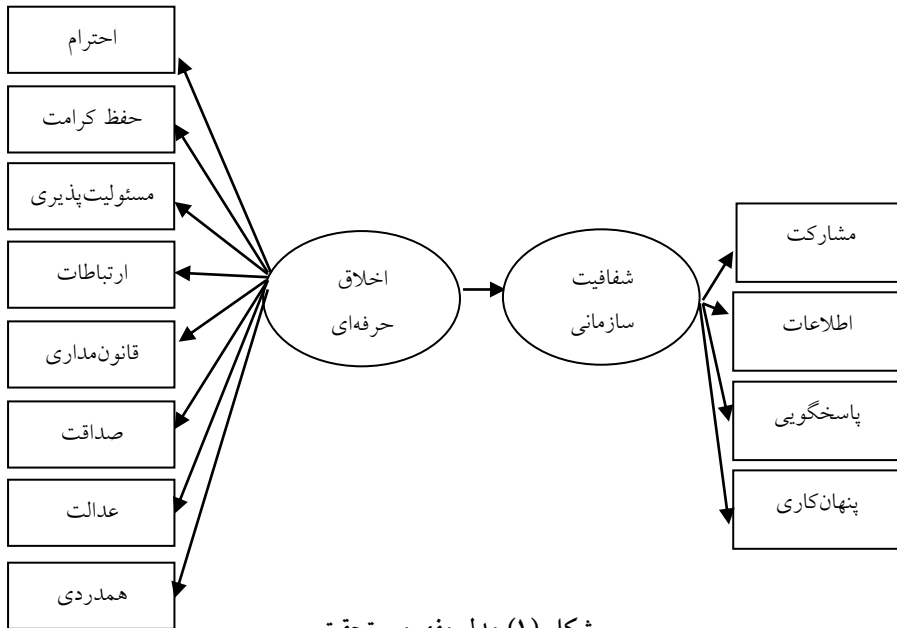 احترام
حفظ کرامت
مسئولیت‌پذیری
ارتباطات
قانون‌مداری
صداقت
عدالت
همدردی
اخلاق
حرفه‌ای
شفافیت
سازمانی
مشارکت
اطلاعات
پاسخگویی
پنهان‌کاری
شکل (۱) مدل مفهومی تحقیق